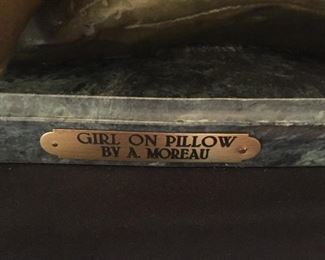 GIRL ON PILLOW
BY A. MOREAU